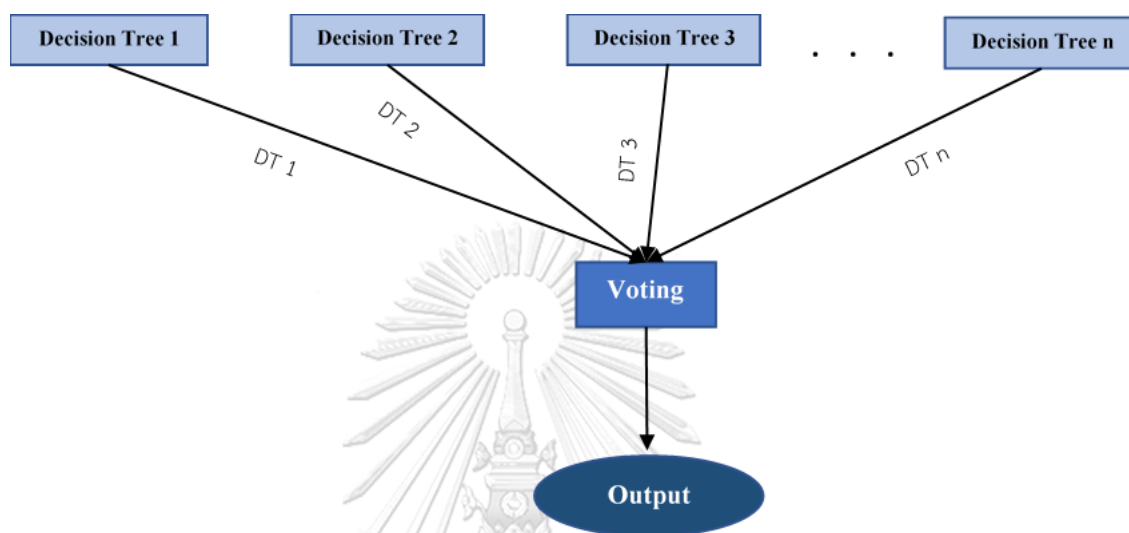 Decision Tree 1
Decision Tree 2
Decision Tree 3
. . .
Decision Tree n
DT 1
DT 2
DT 3
DT n
Voting
Output